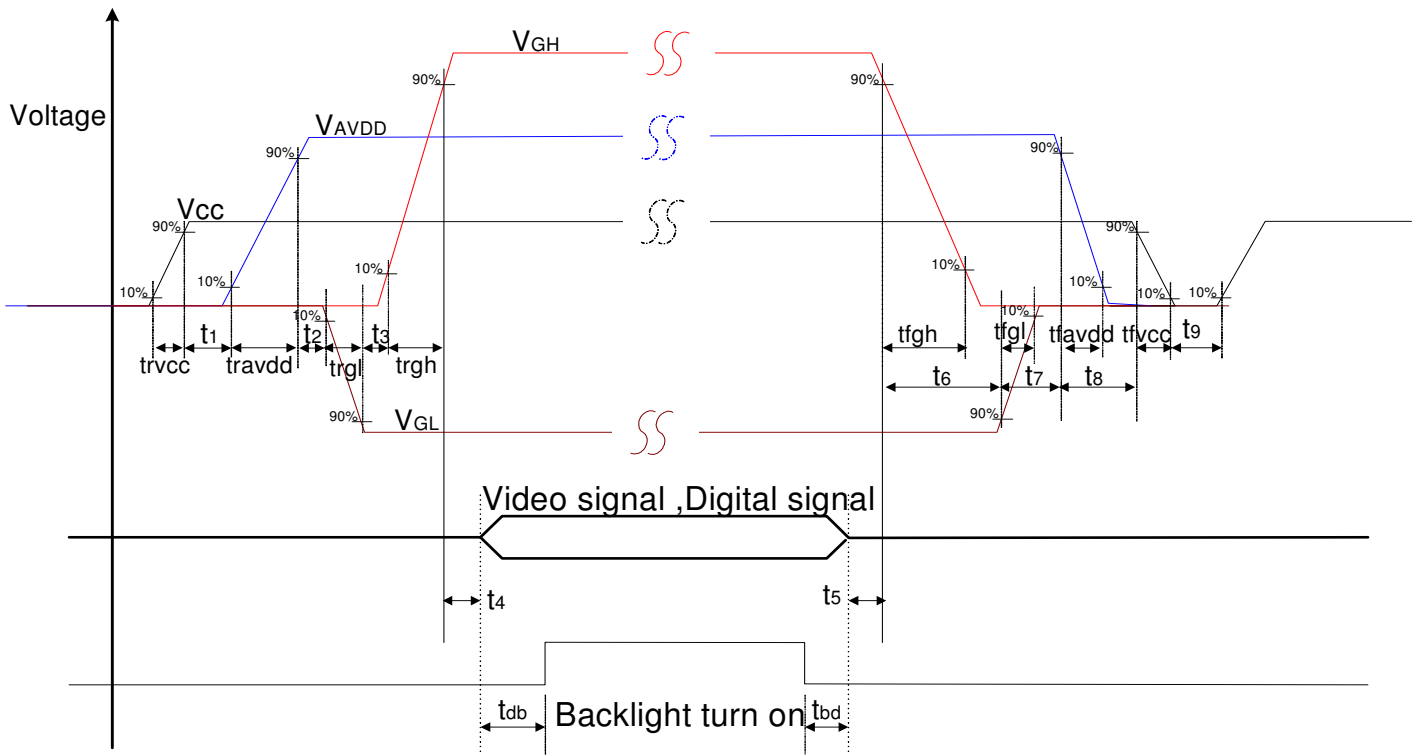 VGH
90%
90%
Voltage
VAVDD
90%
90%
VCC
90%
90%
10%
10%
10%
10%
10%
10%
10%
10%
10%
t1
t2
t3
tfgh
tfgl
tfavdd
tfvcc
t9
trvcc
travdd
trgl
trgh
t6
t7
t8
90%
VGL
90%
Video signal ,Digital signal
t4
t5
tdb
Backlight turn on
tbd